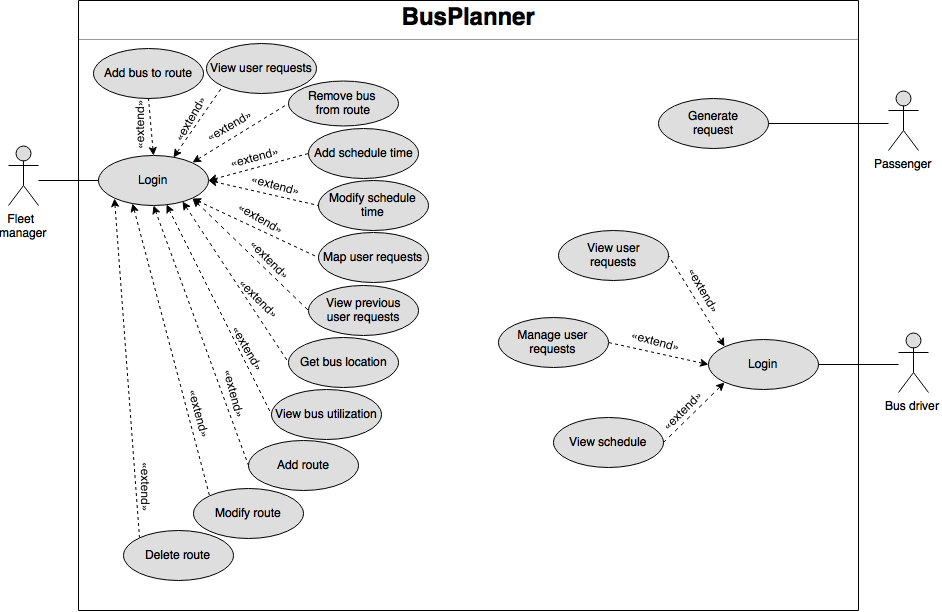 BusPlanner
Add bus to route
View user requests
Remove bus
from route
Add schedule time
Modify schedule
time
Map user requests
View previous
user requests
Get bus location
View bus utilization
Add route
Modify route
Delete route
Login
Fleet
manager
«extend»
«extend»
«extend»
«extend»
«extend»
«extend»
«extend»
«extend»
«extend»
«extend»
«extend»
«extend»
Generate
request
Passenger
View user
requests
Manage user
requests
View schedule
«extend»
«extend»
«extend»
Login
Bus driver